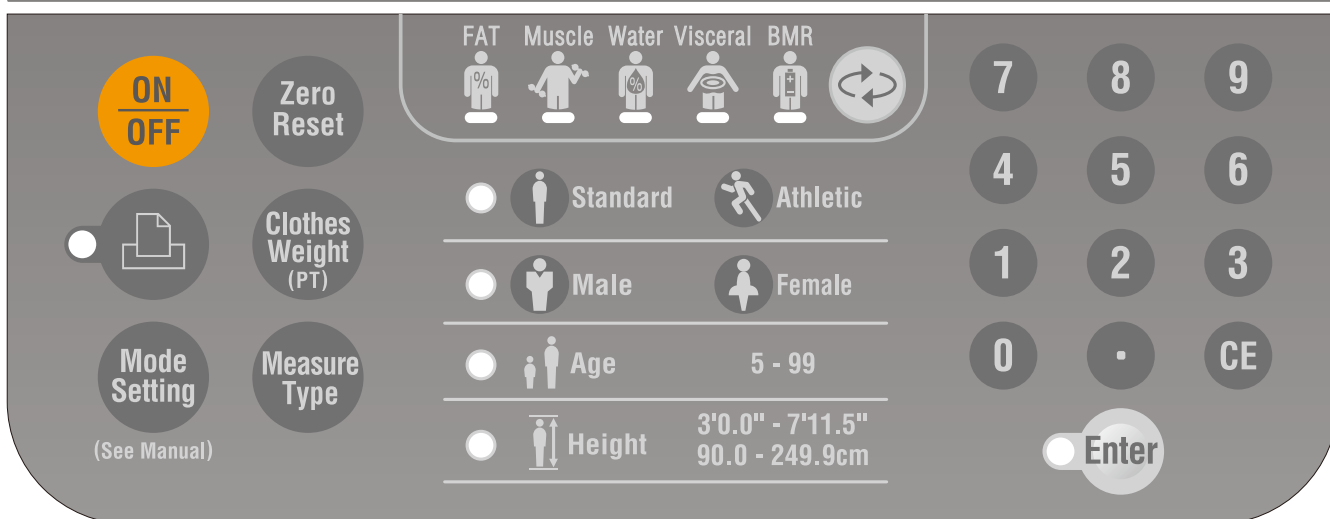 ON
OFF
Zero
Reset
Clothes
Weight
(PT)
Mode
Setting
(See Manual)
Measure
Type
FAT Muscle Water Visceral BMR
%
%
Standard Athletic
Male Female
Age 5 - 99
Height 3'0.0" - 7'11.5"
90.0 - 249.9cm
7 8 9
4 5 6
1 2 3
0 . CE
Enter